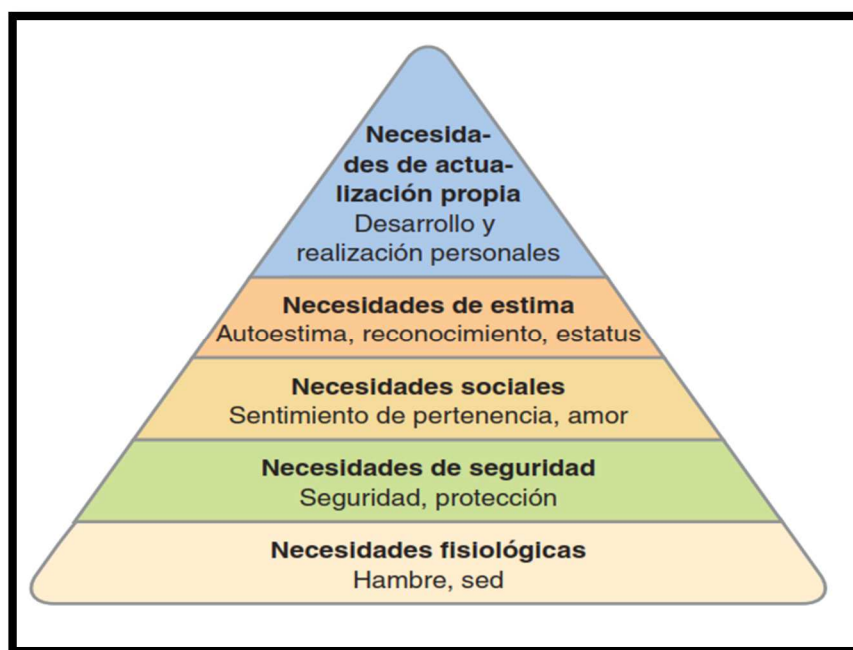 Necesida-
des de actua-
lización propia
Desarrollo y
realización personales
Necesidades de estima
Autoestima, reconocimiento, estatus
Necesidades sociales
Sentimiento de pertenencia, amor
Necesidades de seguridad
Seguridad, protección
Necesidades fisiológicas
Hambre, sed